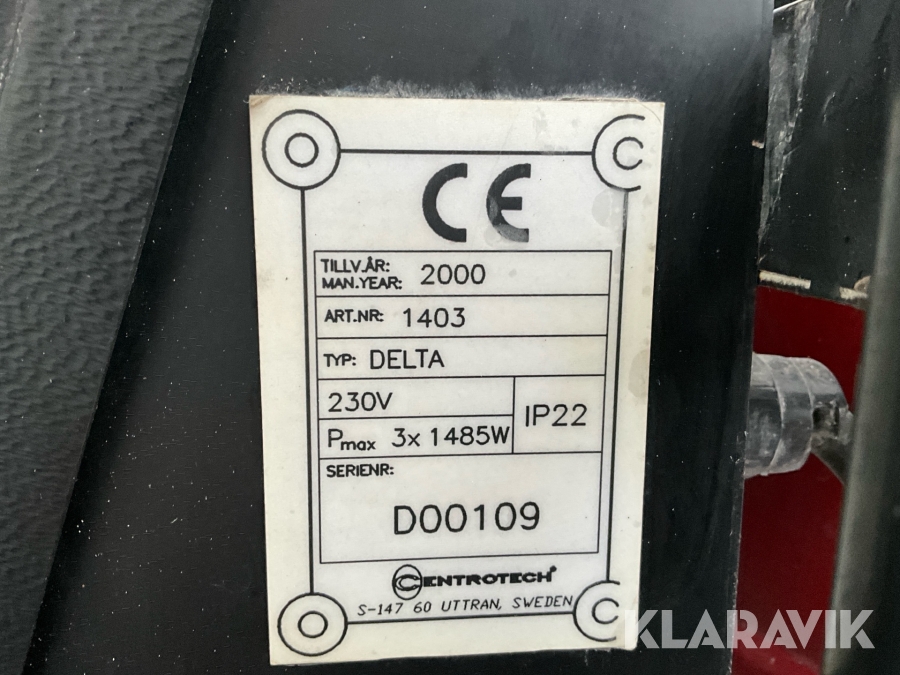 CE
TILLV.ÅR:
MAN.YEAR: 2000
ART.NR: 1403
TYP: DELTA
230V
IP22
Pmax 3x 1485W
SERIENR:
D00109
CENTROTECH®
S-147 60 UTTRAN, SWEDEN
KLARAVIK